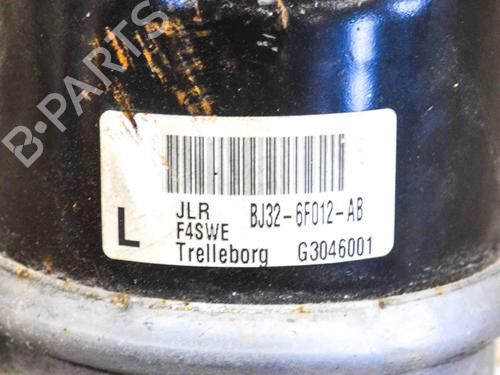 B-PARTS
L
JLR BJ32-6F012-AB
F4SWE
Trelleborg G3046001